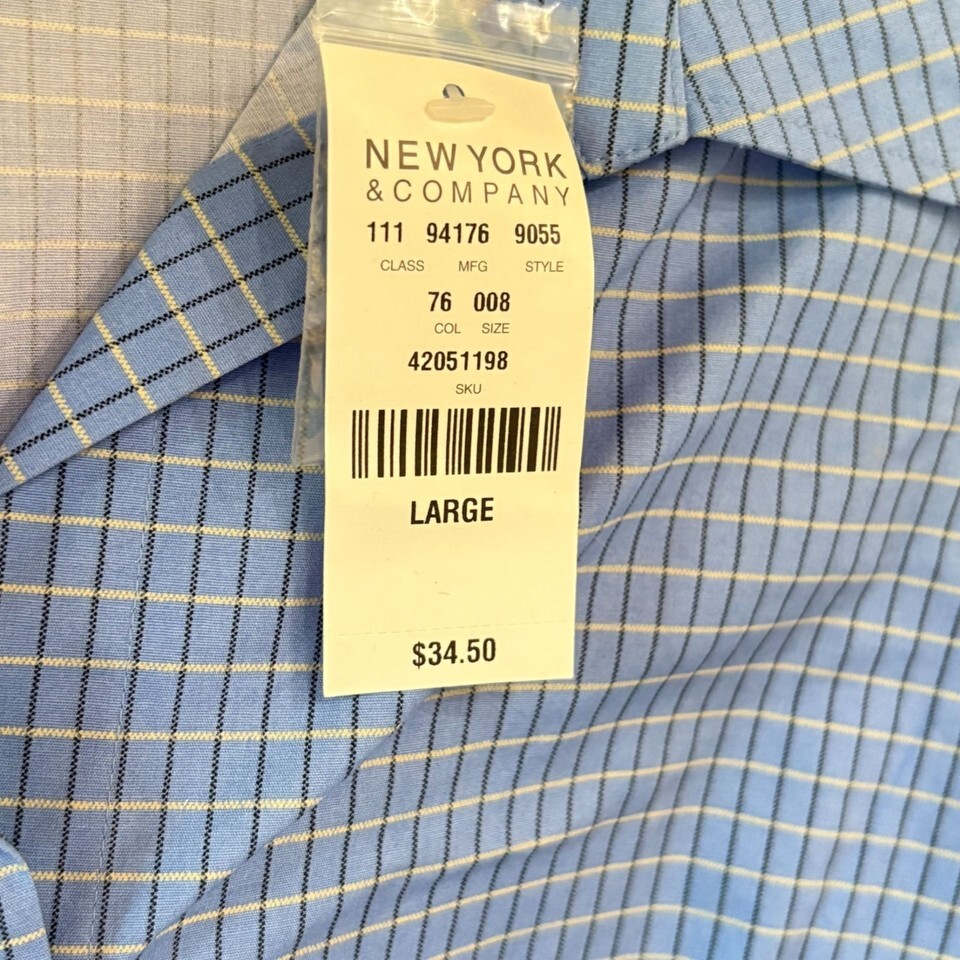 NEW YORK
& COMPANY
111 94176 9055
CLASS MFG STYLE
76 008
COL SIZE
42051198
SKU
LARGE
$34.50